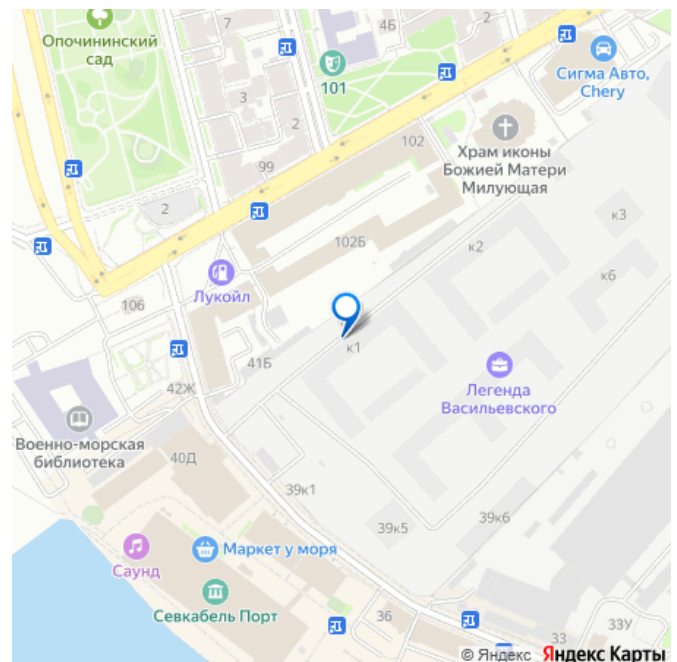 7
4Б
Опочининский
сад
101
Сигма Авто,
Chery
3
2
102
Храм иконы
Божией Матери
Милующая
99
2
к3
102Б
к2
к6
Лукойл
106
к1
41Б
Легенда
Васильевского
42Ж
Военно-морская
библиотека
40Д
39к1
39к5
39к6
Маркет у моря
Саунд
Севкабель Порт
36
33
33У
© Яндекс Яндекс Карты